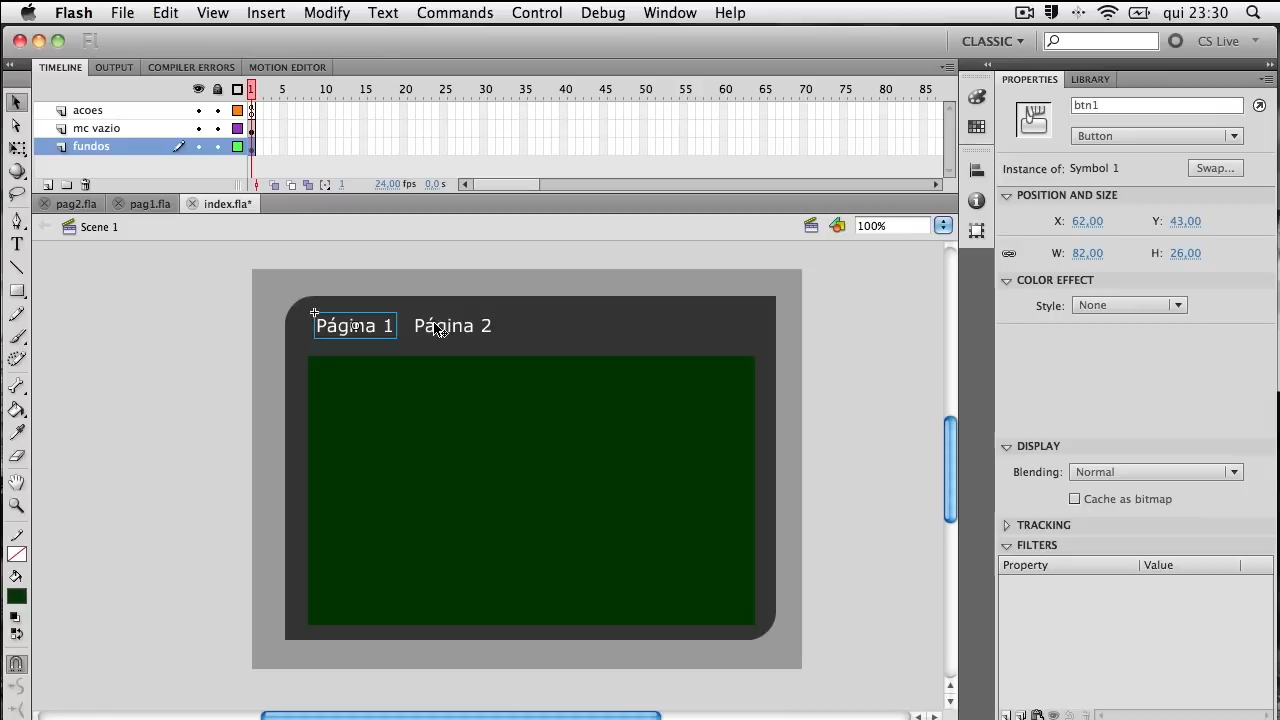 Flash File Edit View Insert Modify Text Commands Control Debug Window Help qui 23:30
Fl CLASSIC CS Live
TIMELINE OUTPUT COMPILER ERRORS MOTION EDITOR
1 10 15 20 25 30 35 40 45 50 55 60 65 70 75 80 85
acoes
mc vazio
fundos
1 24,00 fps 0,0 s
pag2.fla pag1.fla index.fla*
Scene 1 100%
Página 1 Página 2
PROPERTIES LIBRARY
btn1
Button
Instance of: Symbol 1 Swap...
POSITION AND SIZE
X: 62,00 Y: 43,00
W: 82,00 H: 26,00
COLOR EFFECT
Style: None
DISPLAY
Blending: Normal
Cache as bitmap
TRACKING
FILTERS
Property Value